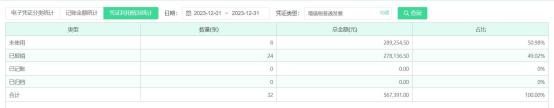 电子凭证分类统计 记账金额统计 凭证利用情况统计 日期: 2023-12-01 ~ 2023-12-31 凭证类型: 增值税普通发票 查询
类型 数量(张) 总金额(元) 占比
未使用 8 289,254.50 50.98%
已报销 24 278,136.50 49.02%
已记账 0 0.00 0%
已归档 0 0.00 0%
合计 32 567,391.00 100.00%